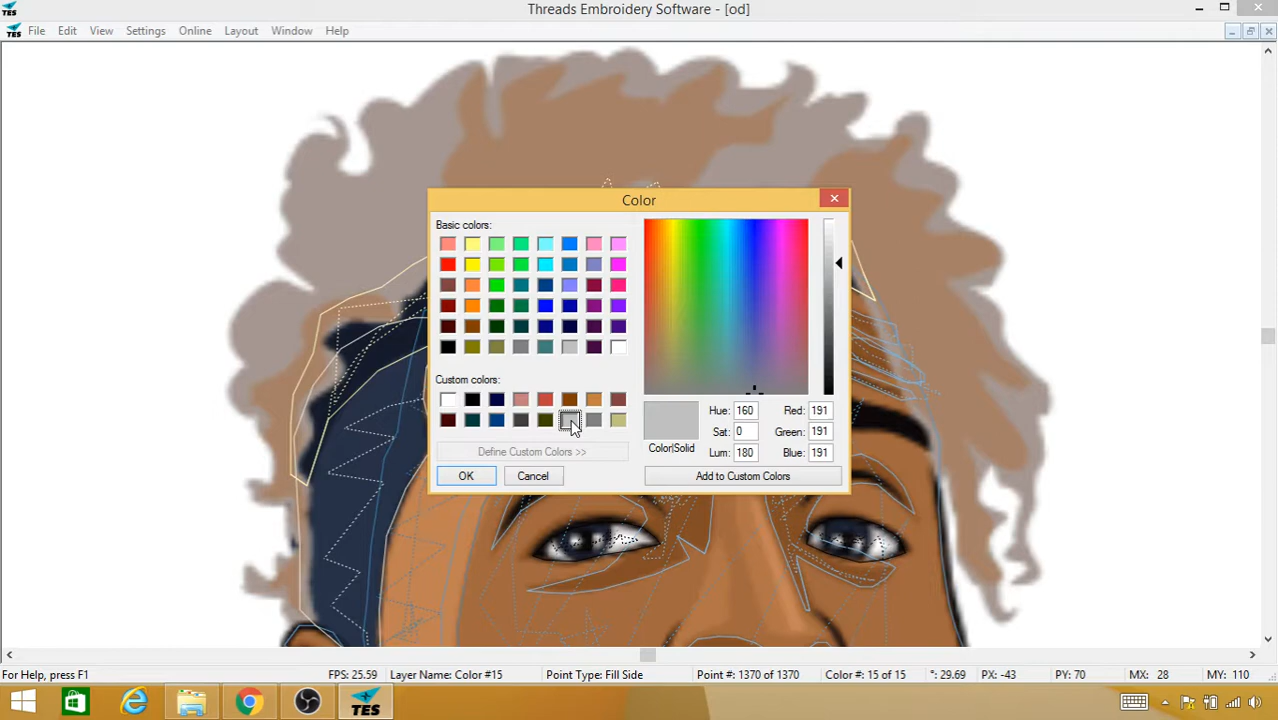 TES Threads Embroidery Software - [od]
TES File Edit View Settings Online Layout Window Help
Color
Basic colors:
Custom colors:
Define Custom Colors >>
OK Cancel
Color|Solid
Hue: 160 Red: 191
Sat: 0 Green: 191
Lum: 180 Blue: 191
Add to Custom Colors
For Help, press F1 FPS: 25.59 Layer Name: Color #15 Point Type: Fill Side Point #: 1370 of 1370 Color #: 15 of 15 °: 29.69 PX: -43 PY: 70 MX: 28 MY: 110
TES